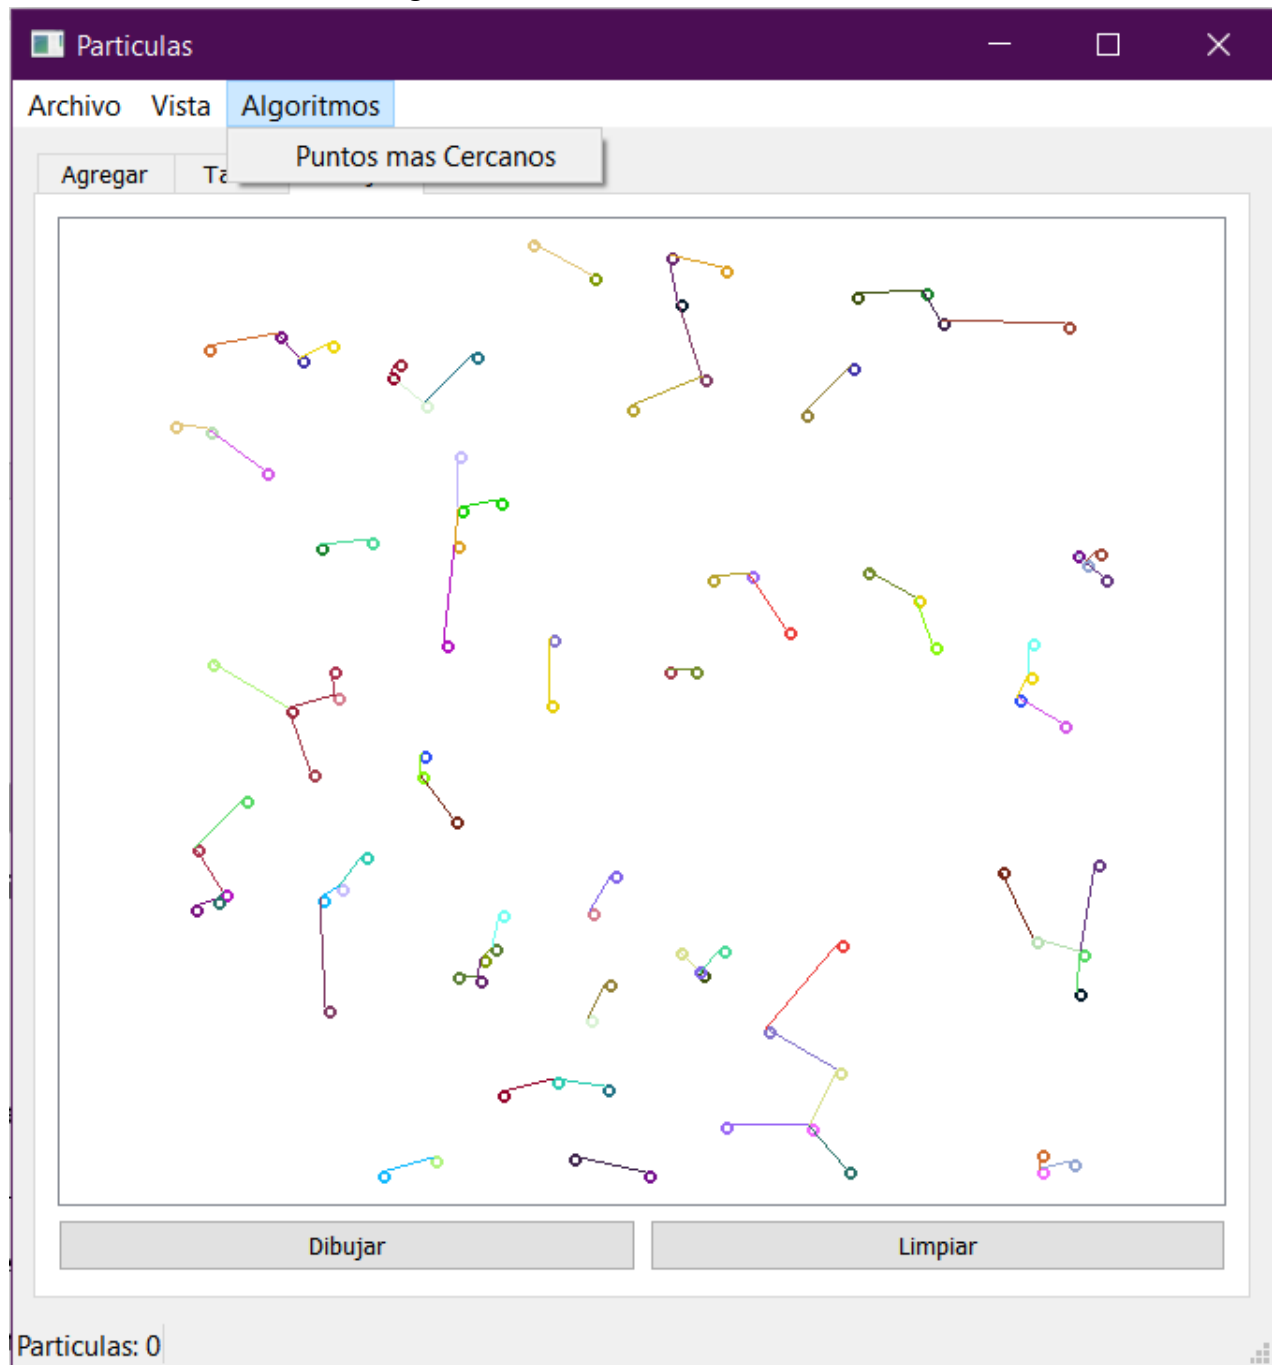 Particulas
Archivo Vista Algoritmos
Puntos mas Cercanos
Agregar
Dibujar Limpiar
Particulas: 0